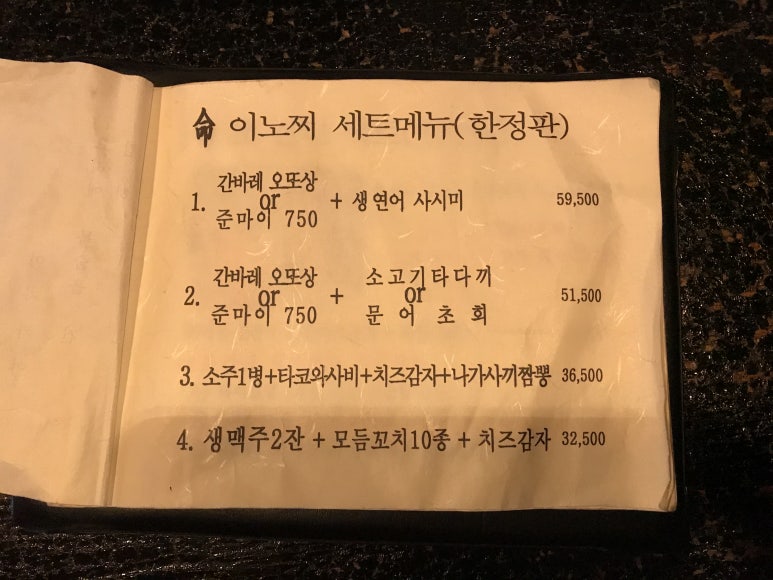 命 이노찌 세트메뉴(한정판)
간바레 오또상
or
1. + 생연어 사시미 59,500
준마이 750
간바레 오또상 소고기타다끼
or or
2. + 51,500
준마이 750 문어초회
3. 소주1병+타코와사비+치즈감자+나가사끼짬뽕 36,500
4. 생맥주2잔 + 모듬꼬치10종 + 치즈감자 32,500